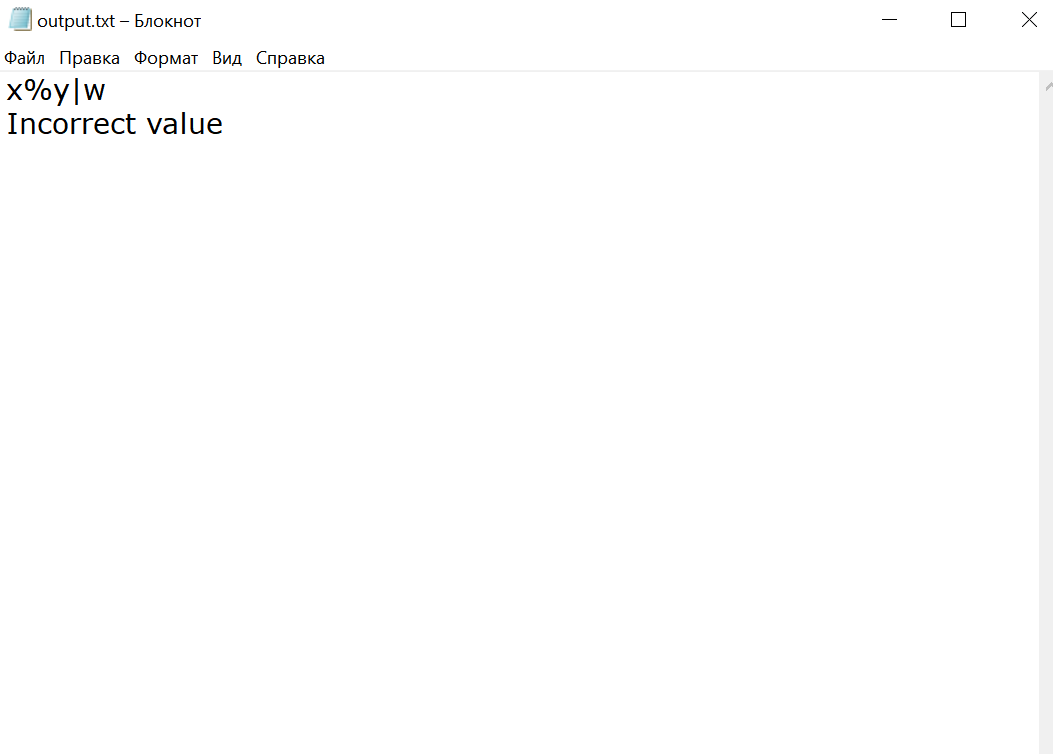 output.txt – Блокнот
Файл Правка Формат Вид Справка
x%y|w
Incorrect value